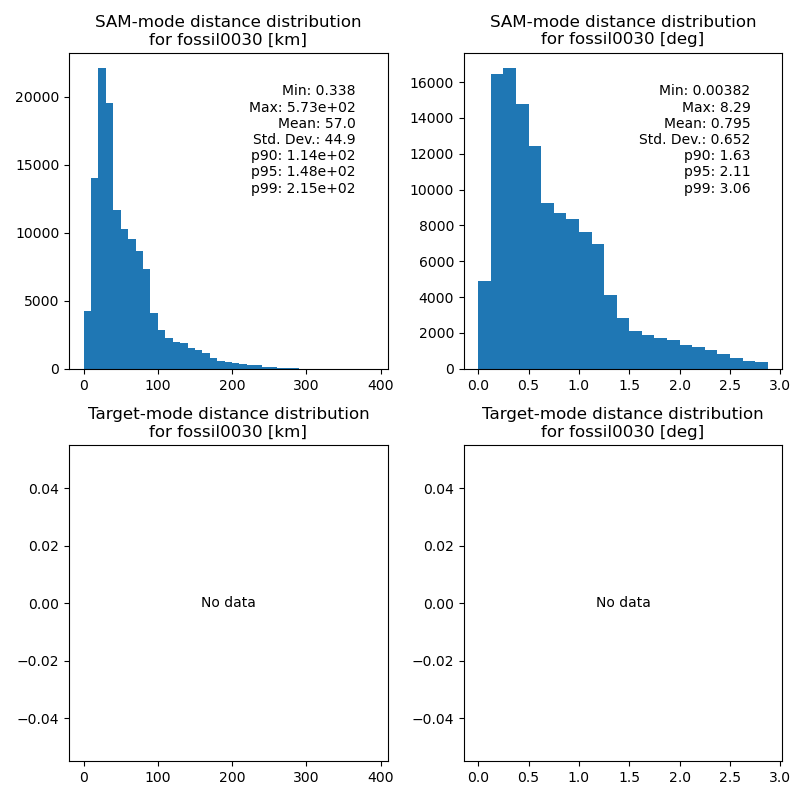 SAM-mode distance distribution
for fossil0030 [km]
20000
15000
10000
5000
0
Min: 0.338
Max: 5.73e+02
Mean: 57.0
Std. Dev.: 44.9
p90: 1.14e+02
p95: 1.48e+02
p99: 2.15e+02
0 100 200 300 400
SAM-mode distance distribution
for fossil0030 [deg]
16000
14000
12000
10000
8000
6000
4000
2000
0
Min: 0.00382
Max: 8.29
Mean: 0.795
Std. Dev.: 0.652
p90: 1.63
p95: 2.11
p99: 3.06
0.0 0.5 1.0 1.5 2.0 2.5 3.0
Target-mode distance distribution
for fossil0030 [km]
0.04
0.02
0.00
−0.02
−0.04
No data
0 100 200 300 400
Target-mode distance distribution
for fossil0030 [deg]
0.04
0.02
0.00
−0.02
−0.04
No data
0.0 0.5 1.0 1.5 2.0 2.5 3.0